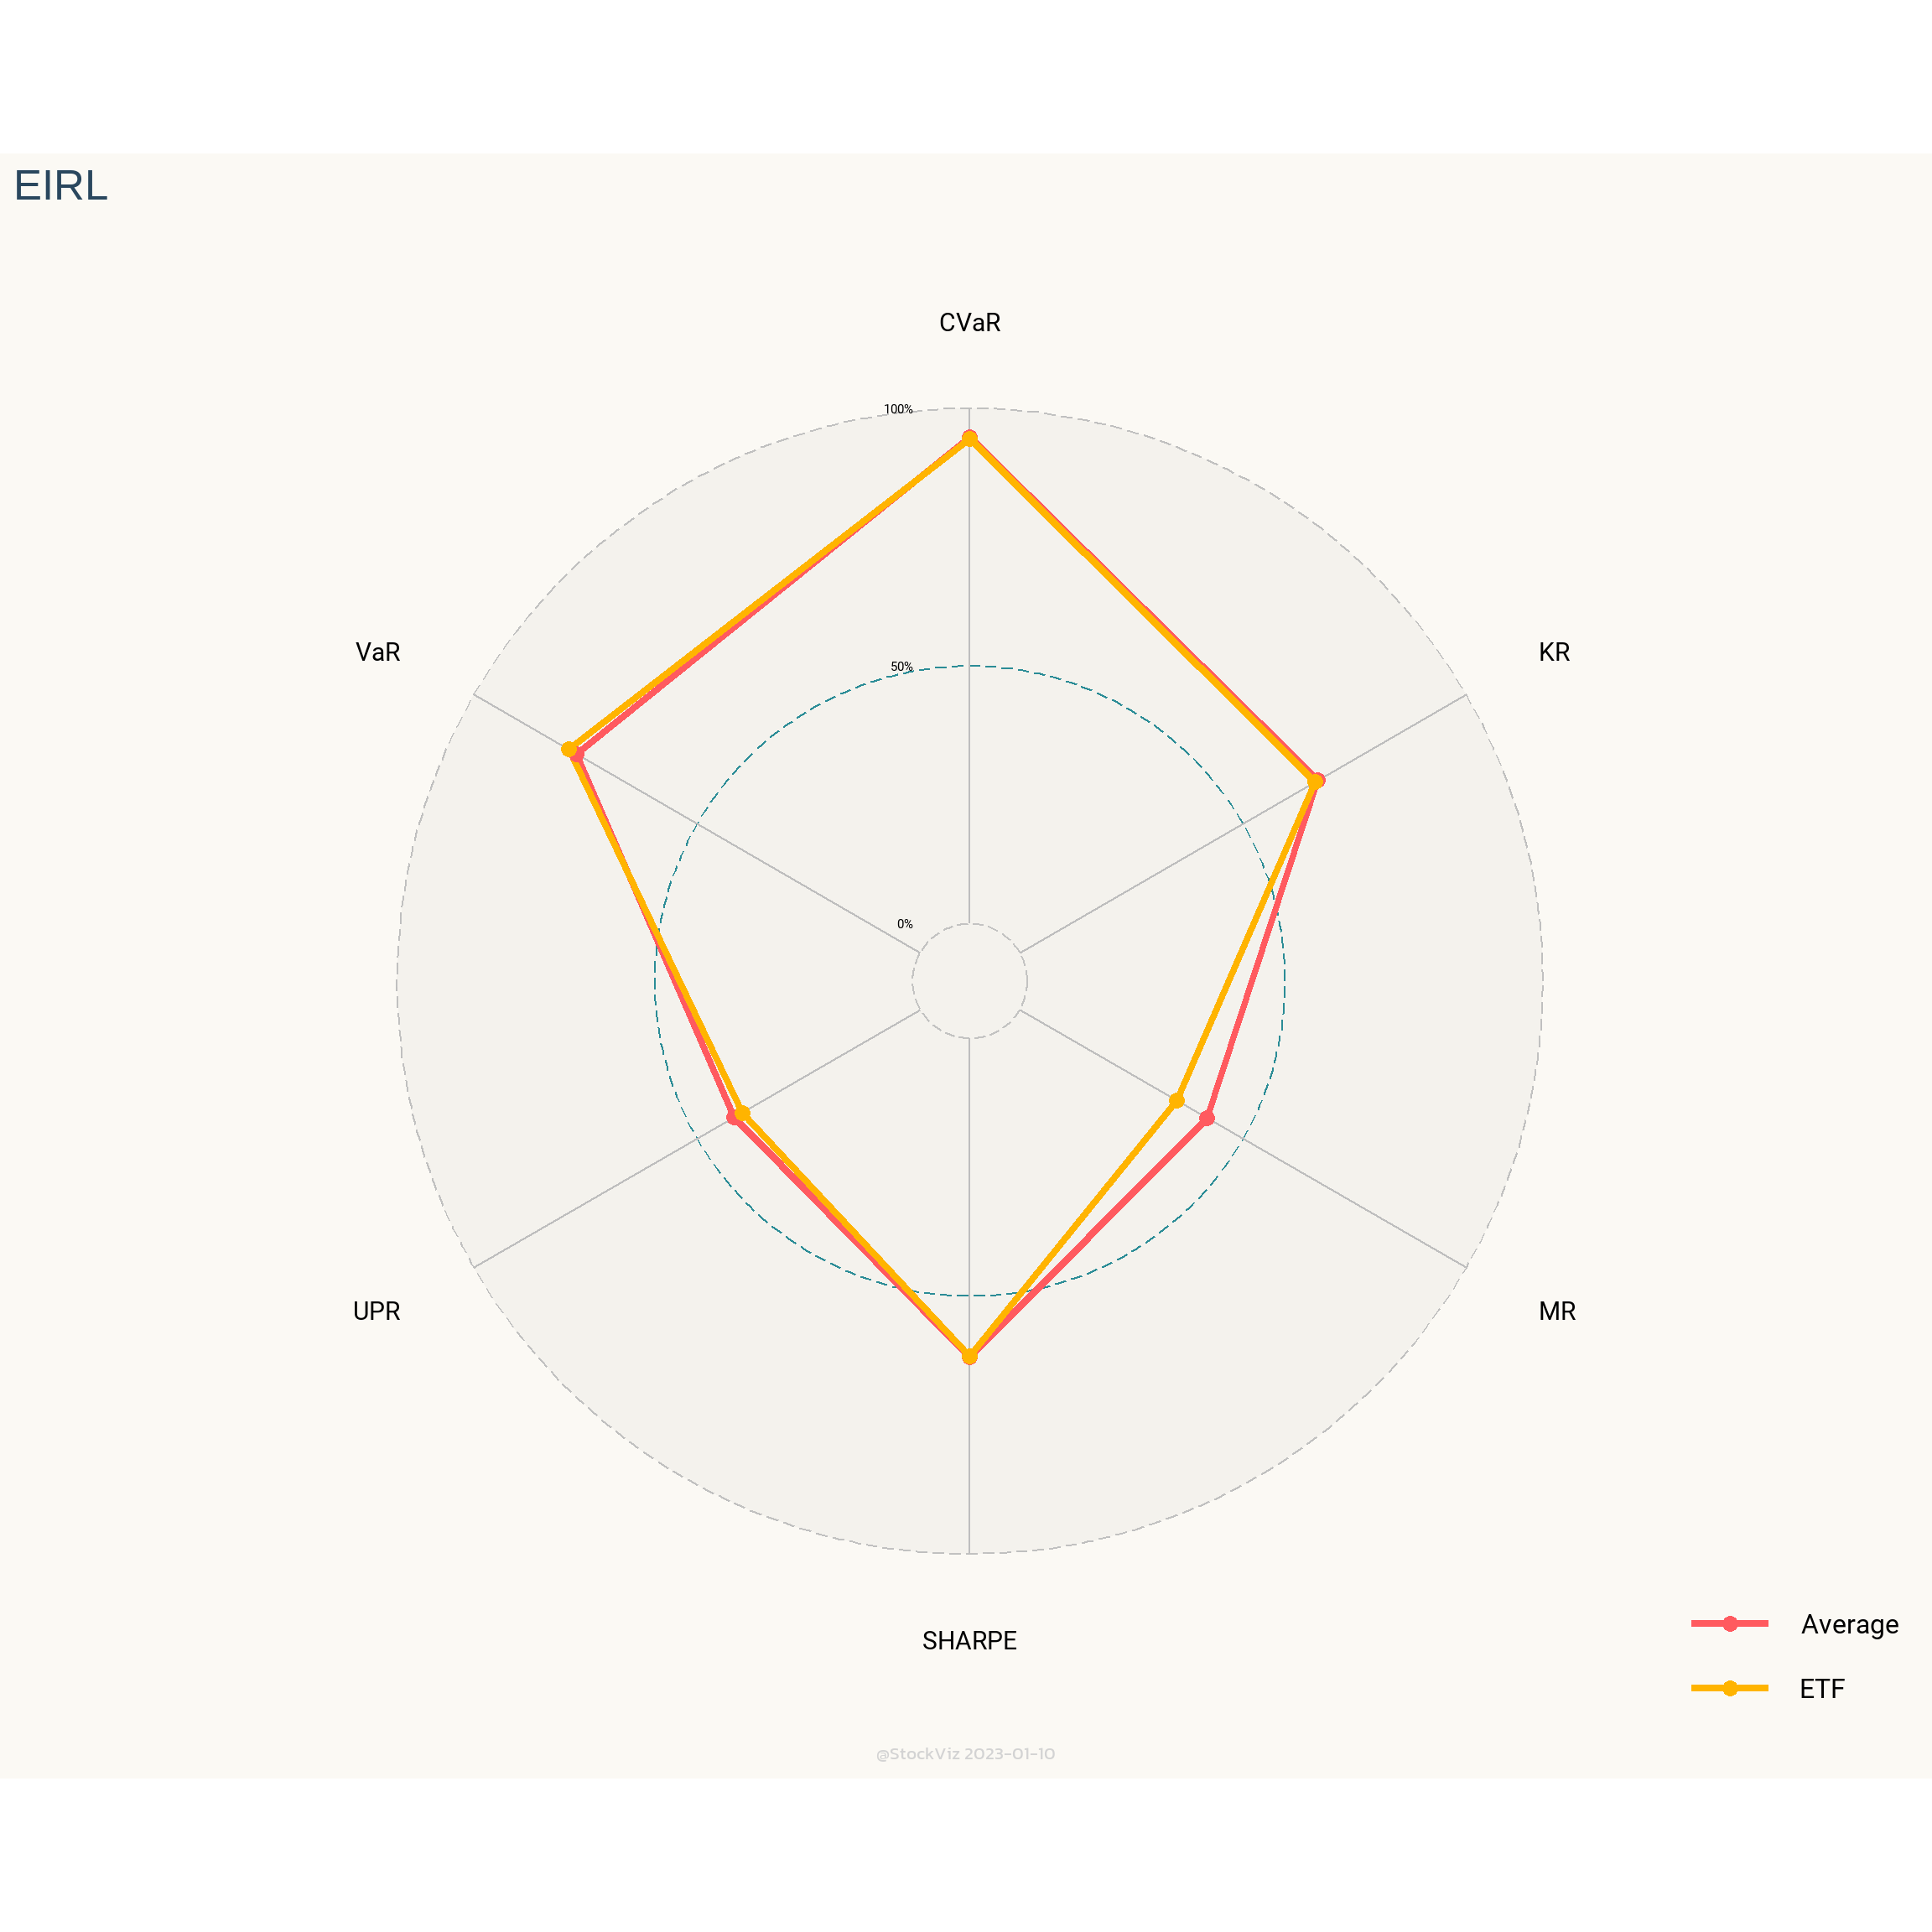 EIRL
CVaR
100%
VaR
KR
50%
0%
UPR
MR
SHARPE
Average
ETF
@StockViz 2023-01-10